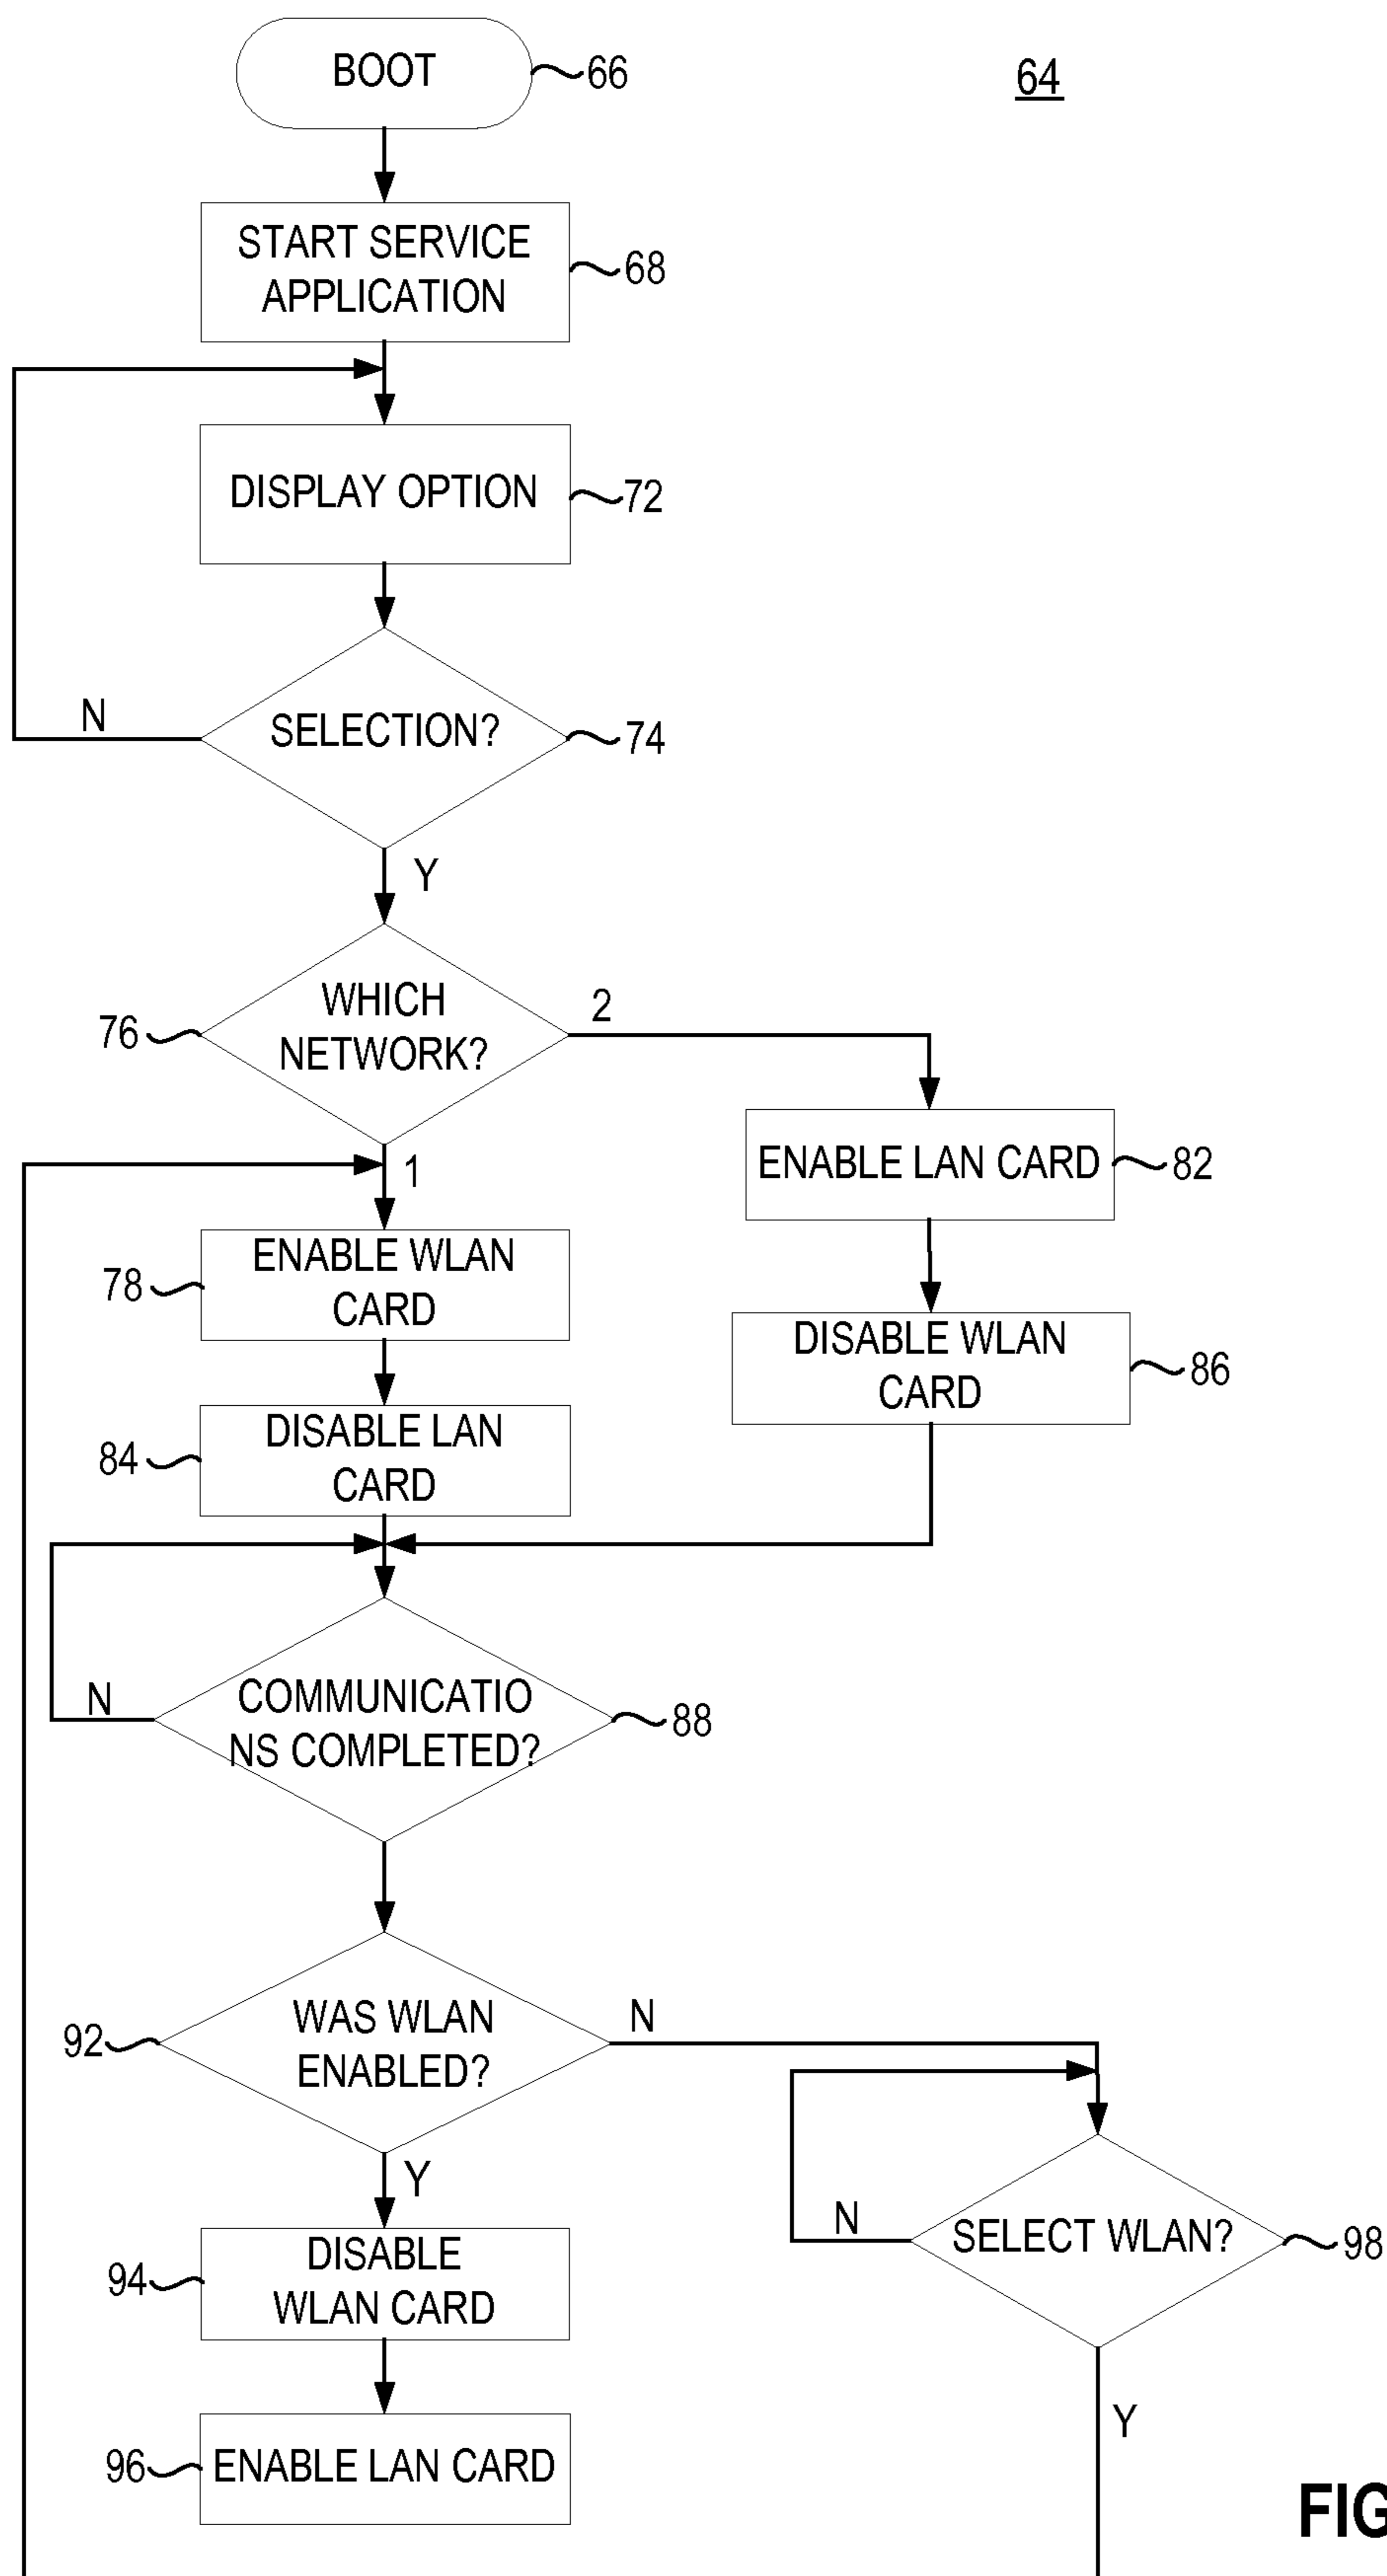 BOOT
66
64
START SERVICE
APPLICATION
68
DISPLAY OPTION
72
N
SELECTION?
74
Y
76
WHICH
NETWORK?
2
1
ENABLE LAN CARD
82
78
ENABLE WLAN
CARD
DISABLE WLAN
CARD
86
84
DISABLE LAN
CARD
N
COMMUNICATIO
NS COMPLETED?
88
92
WAS WLAN
ENABLED?
N
Y
N
SELECT WLAN?
98
94
DISABLE
WLAN CARD
Y
96
ENABLE LAN CARD
FIG